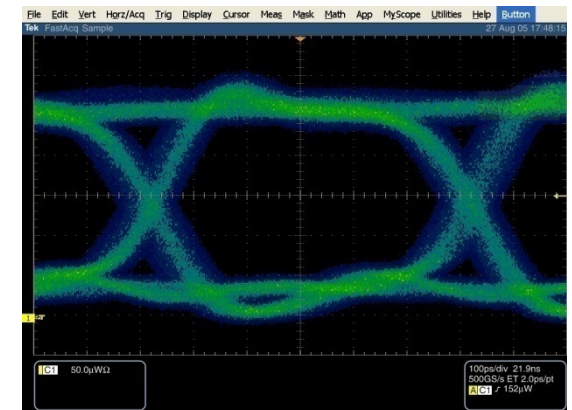 File Edit Vert Horz/Acq Trig Display Cursor Meas Mask Math App MyScope Utilities Help Button
Tek FastAcq Sample 27 Aug 05 17:48:15
1
C1 50.0µWΩ
100ps/div 21.9ns
500GS/s ET 2.0ps/pt
A C1 ⨍ 152µW